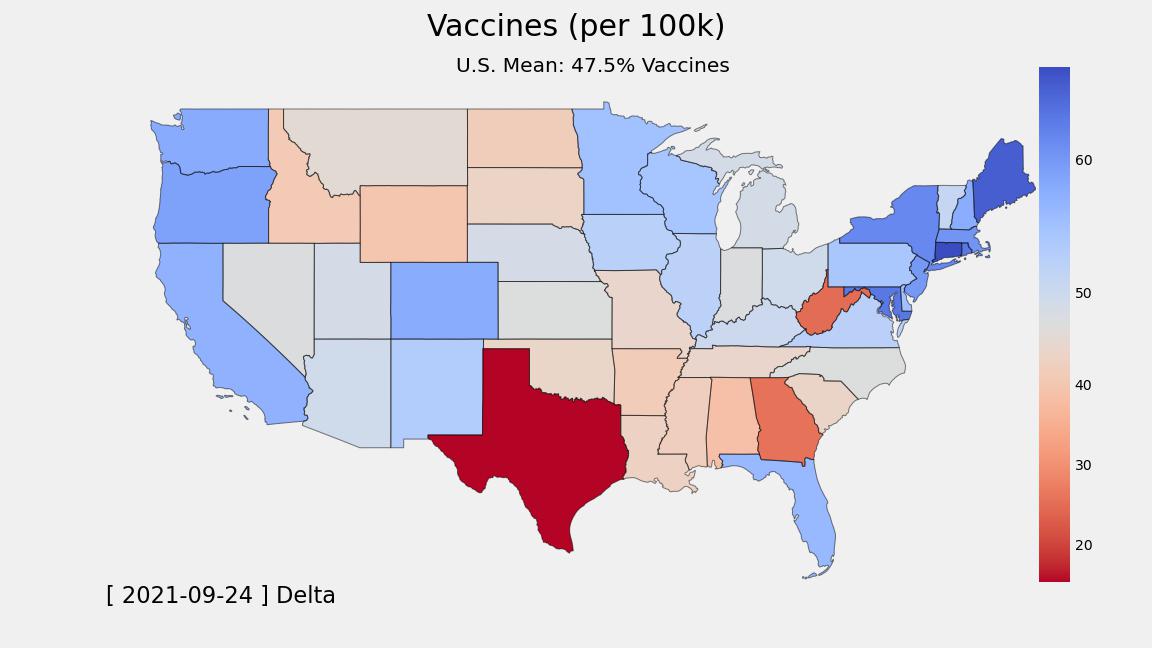 Vaccines (per 100k)
U.S. Mean: 47.5% Vaccines
60
50
40
30
20
[ 2021-09-24 ] Delta